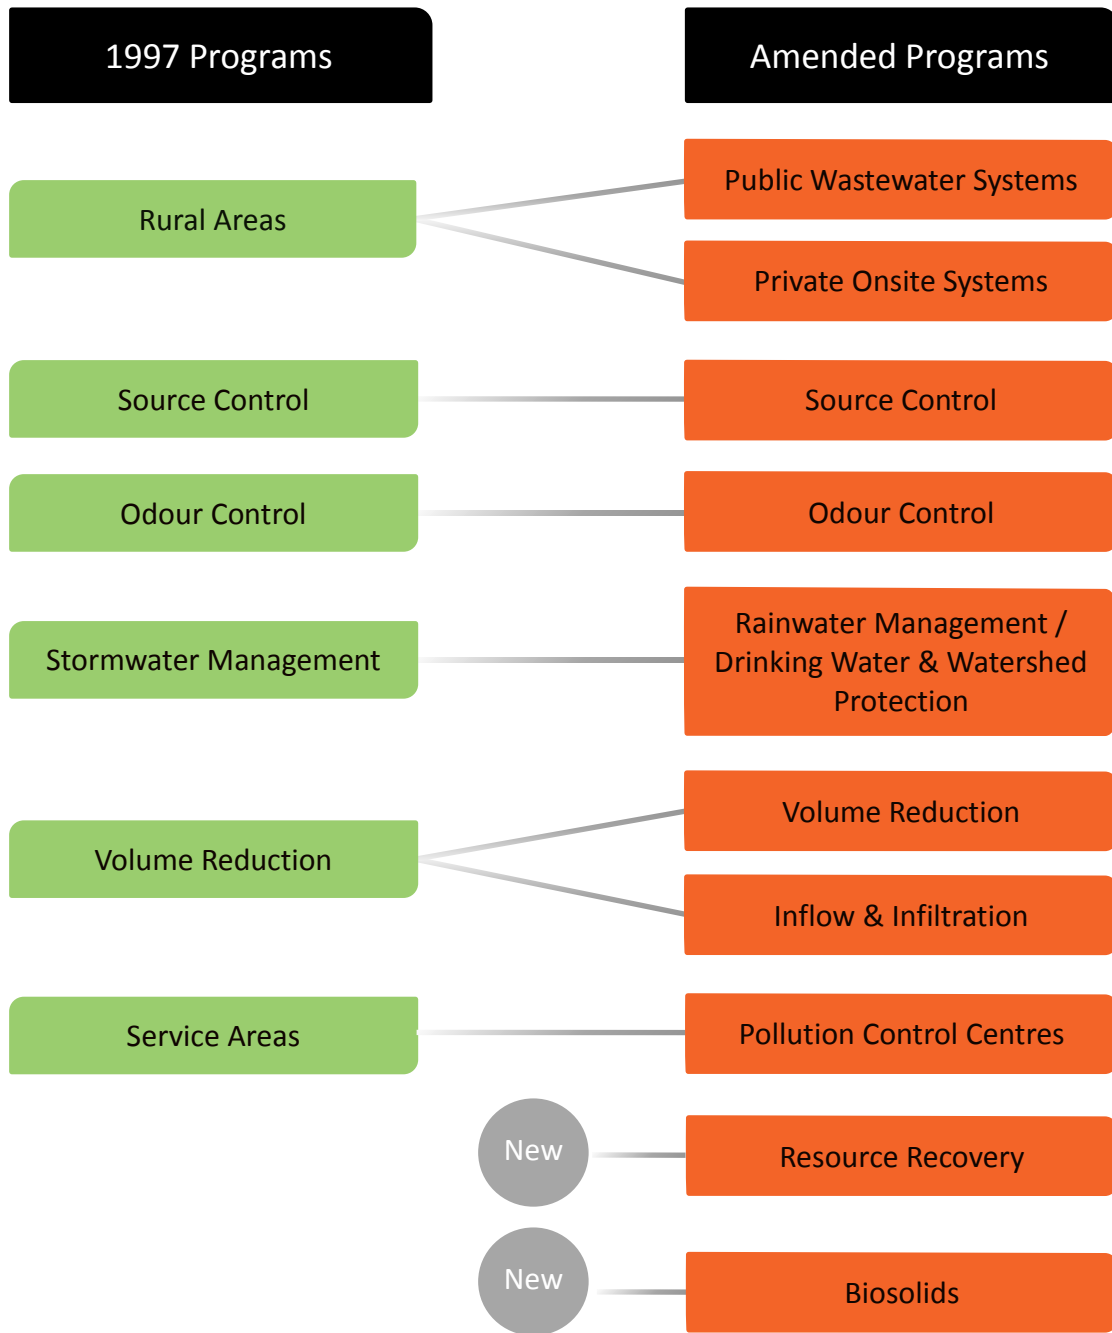 1997 Programs
Amended Programs
Rural Areas
Public Wastewater Systems
Private Onsite Systems
Source Control
Source Control
Odour Control
Odour Control
Stormwater Management
Rainwater Management /
Drinking Water & Watershed
Protection
Volume Reduction
Volume Reduction
Inflow & Infiltration
Service Areas
Pollution Control Centres
New
Resource Recovery
New
Biosolids